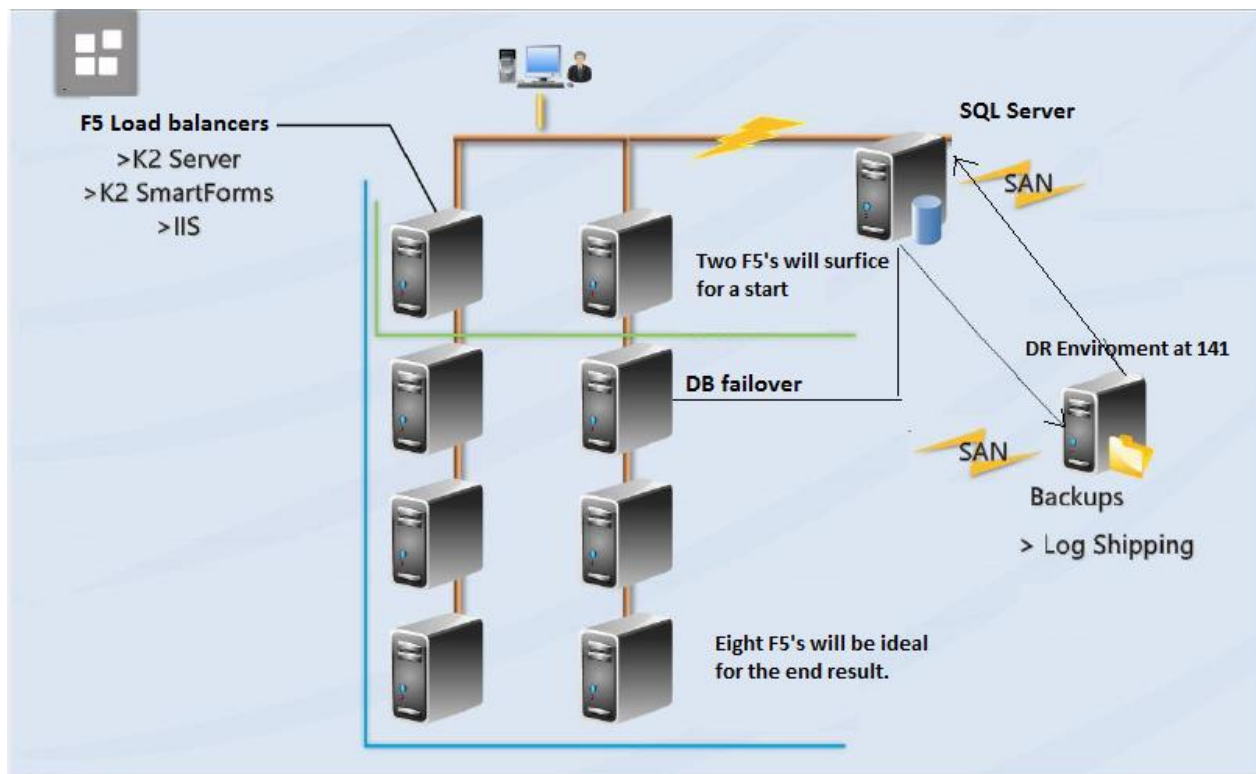 F5 Load balancers
>K2 Server
>K2 SmartForms
>IIS
SQL Server
SAN
Two F5's will surfice
for a start
DR Enviroment at 141
DB failover
SAN
Backups
> Log Shipping
Eight F5's will be ideal
for the end result.